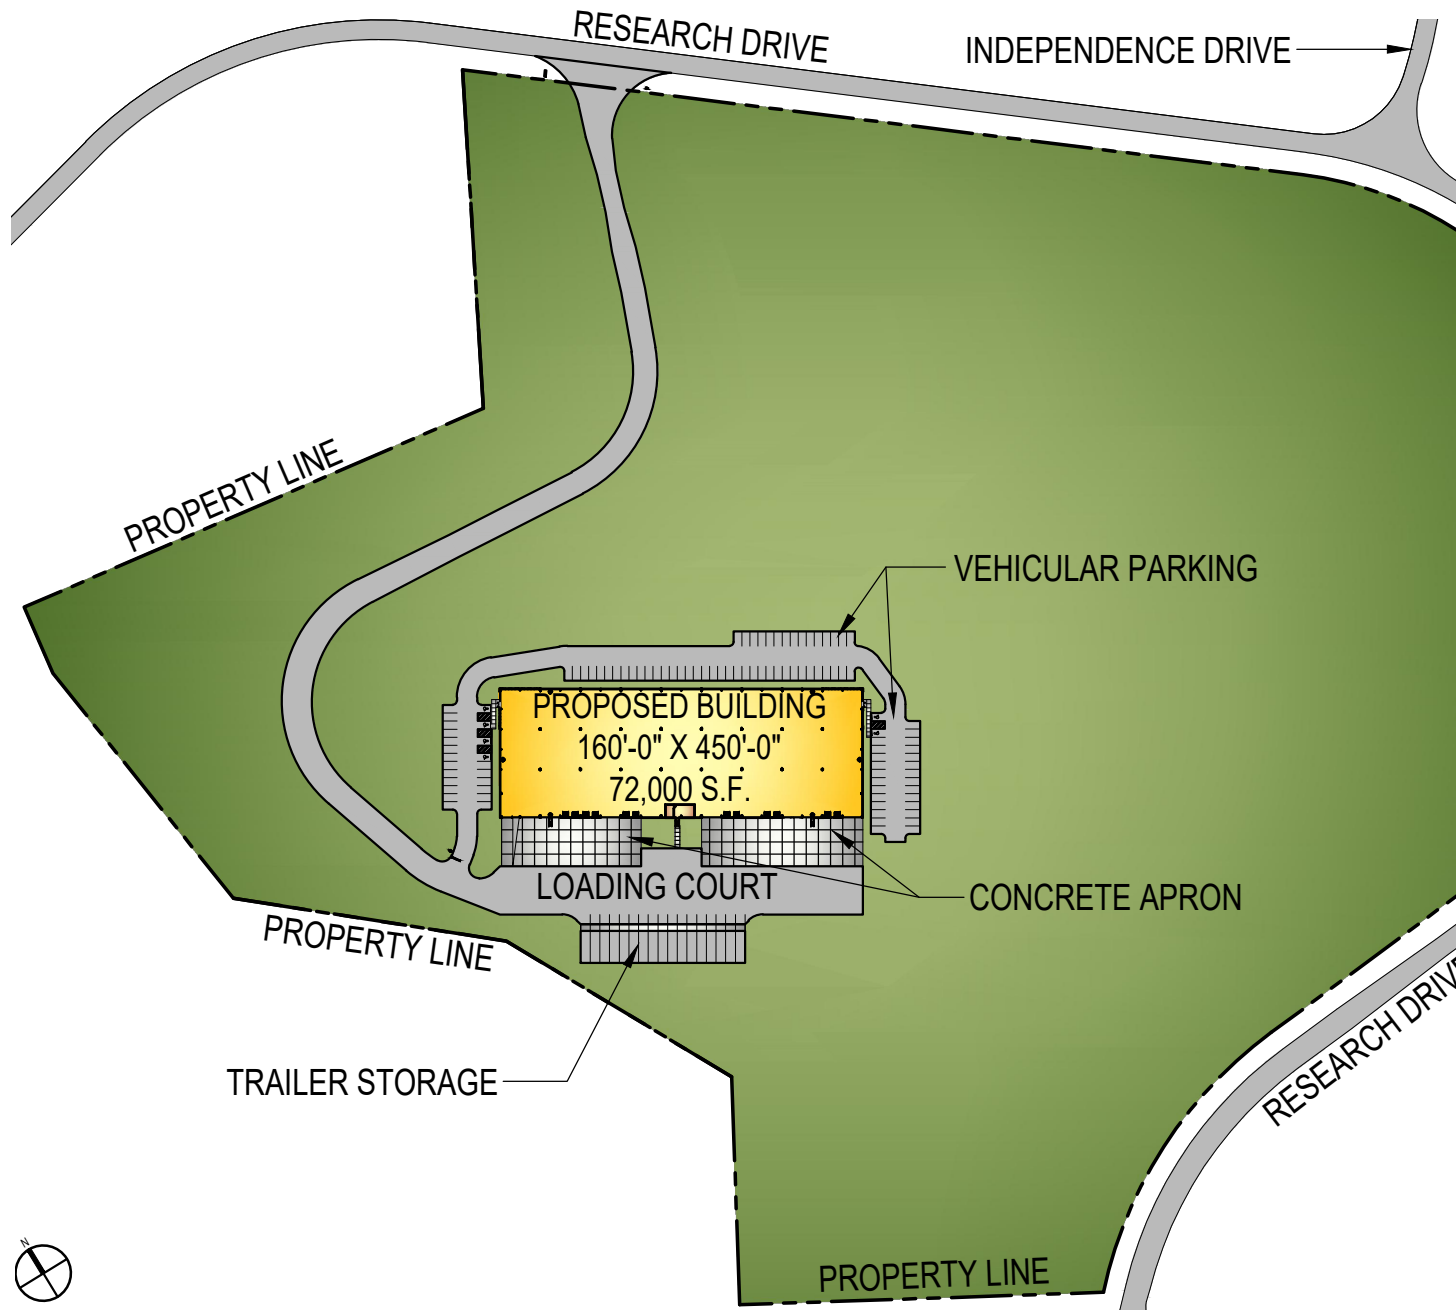 RESEARCH DRIVE
INDEPENDENCE DRIVE
PROPERTY LINE
VEHICULAR PARKING
PROPOSED BUILDING
160'-0" X 450'-0"
72,000 S.F.
LOADING COURT
CONCRETE APRON
PROPERTY LINE
RESEARCH DRIVE
TRAILER STORAGE
N
PROPERTY LINE